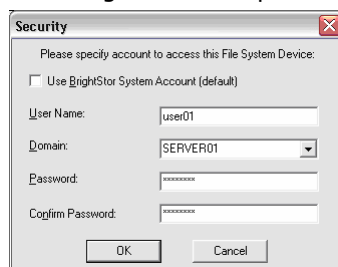 Security
Please specify account to access this File System Device:
Use BrightStor System Account (default)
User Name: user01
Domain: SERVER01
Password: ********
Confirm Password: ********
OK Cancel